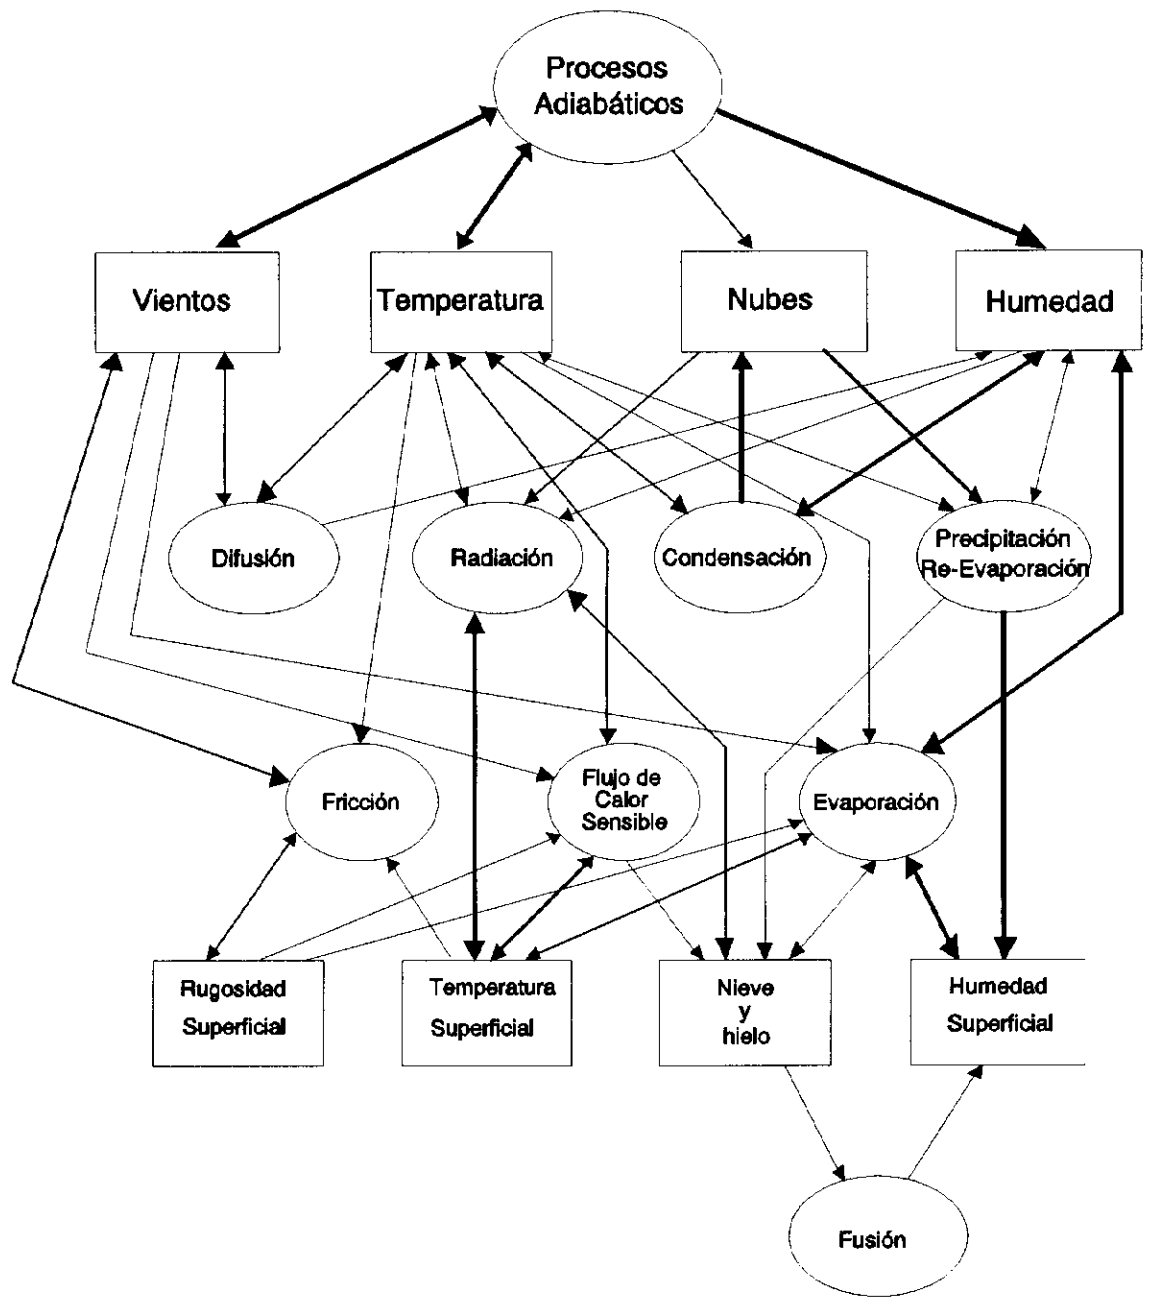 Procesos
Adiabáticos
Vientos
Temperatura
Nubes
Humedad
Difusión
Radiación
Condensación
Precipitación
Re-Evaporación
Fricción
Flujo de
Calor
Sensible
Evaporación
Rugosidad
Superficial
Temperatura
Superficial
Nieve
y
hielo
Humedad
Superficial
Fusión